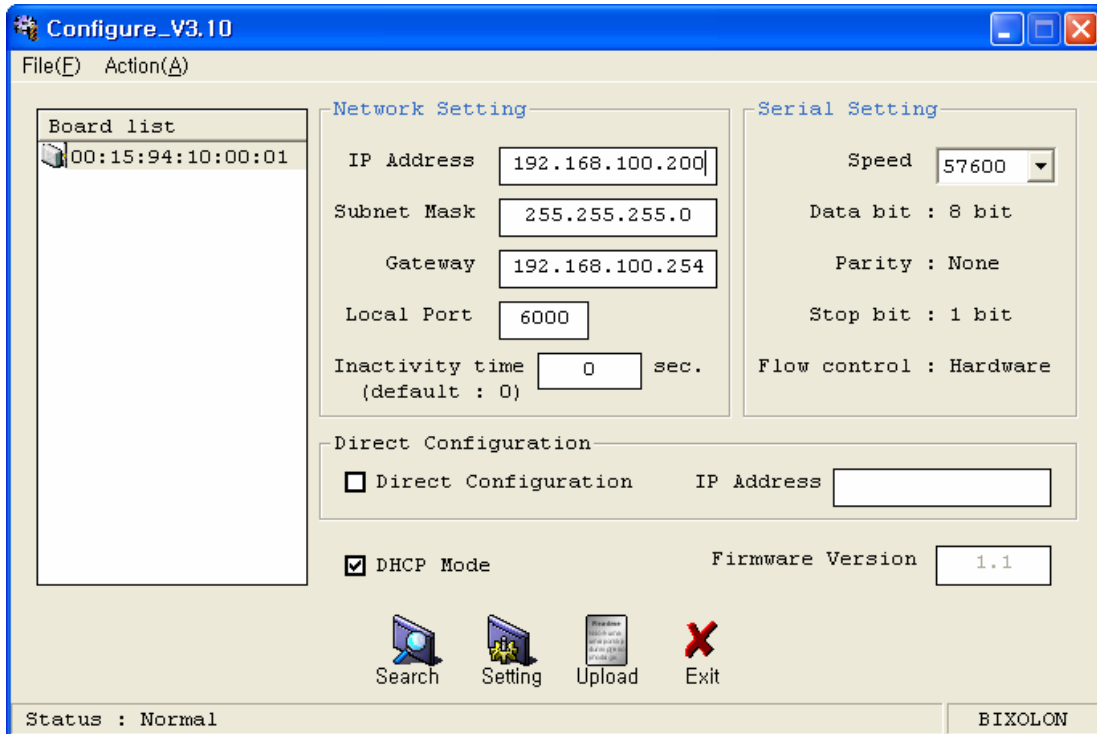 Configure_V3.10
File(F) Action(A)
Board list
00:15:94:10:00:01
Network Setting
IP Address 192.168.100.200
Subnet Mask 255.255.255.0
Gateway 192.168.100.254
Local Port 6000
Inactivity time 0 sec.
(default : 0)
Serial Setting
Speed 57600
Data bit : 8 bit
Parity : None
Stop bit : 1 bit
Flow control : Hardware
Direct Configuration
Direct Configuration IP Address
DHCP Mode Firmware Version 1.1
Readme
Search Setting Upload Exit
Status : Normal BIXOLON